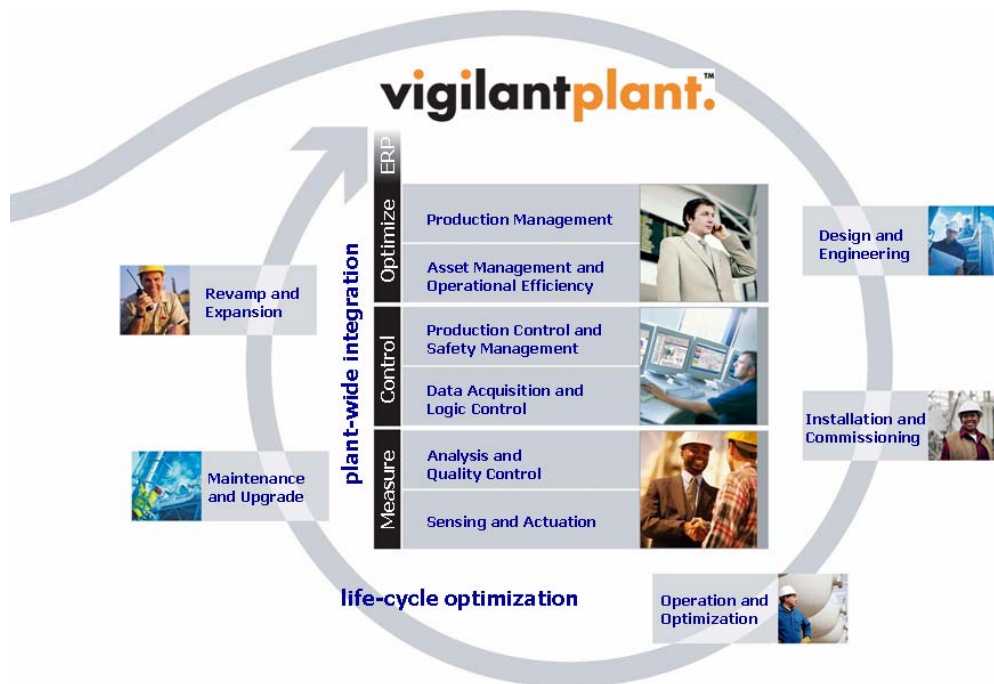 vigilantplant.™
ERP
Optimize
Production Management
Asset Management and
Operational Efficiency
Control
Production Control and
Safety Management
Data Acquisition and
Logic Control
Measure
Analysis and
Quality Control
Sensing and Actuation
plant-wide integration
life-cycle optimization
Design and
Engineering
Installation and
Commissioning
Operation and
Optimization
Maintenance
and Upgrade
Revamp and
Expansion